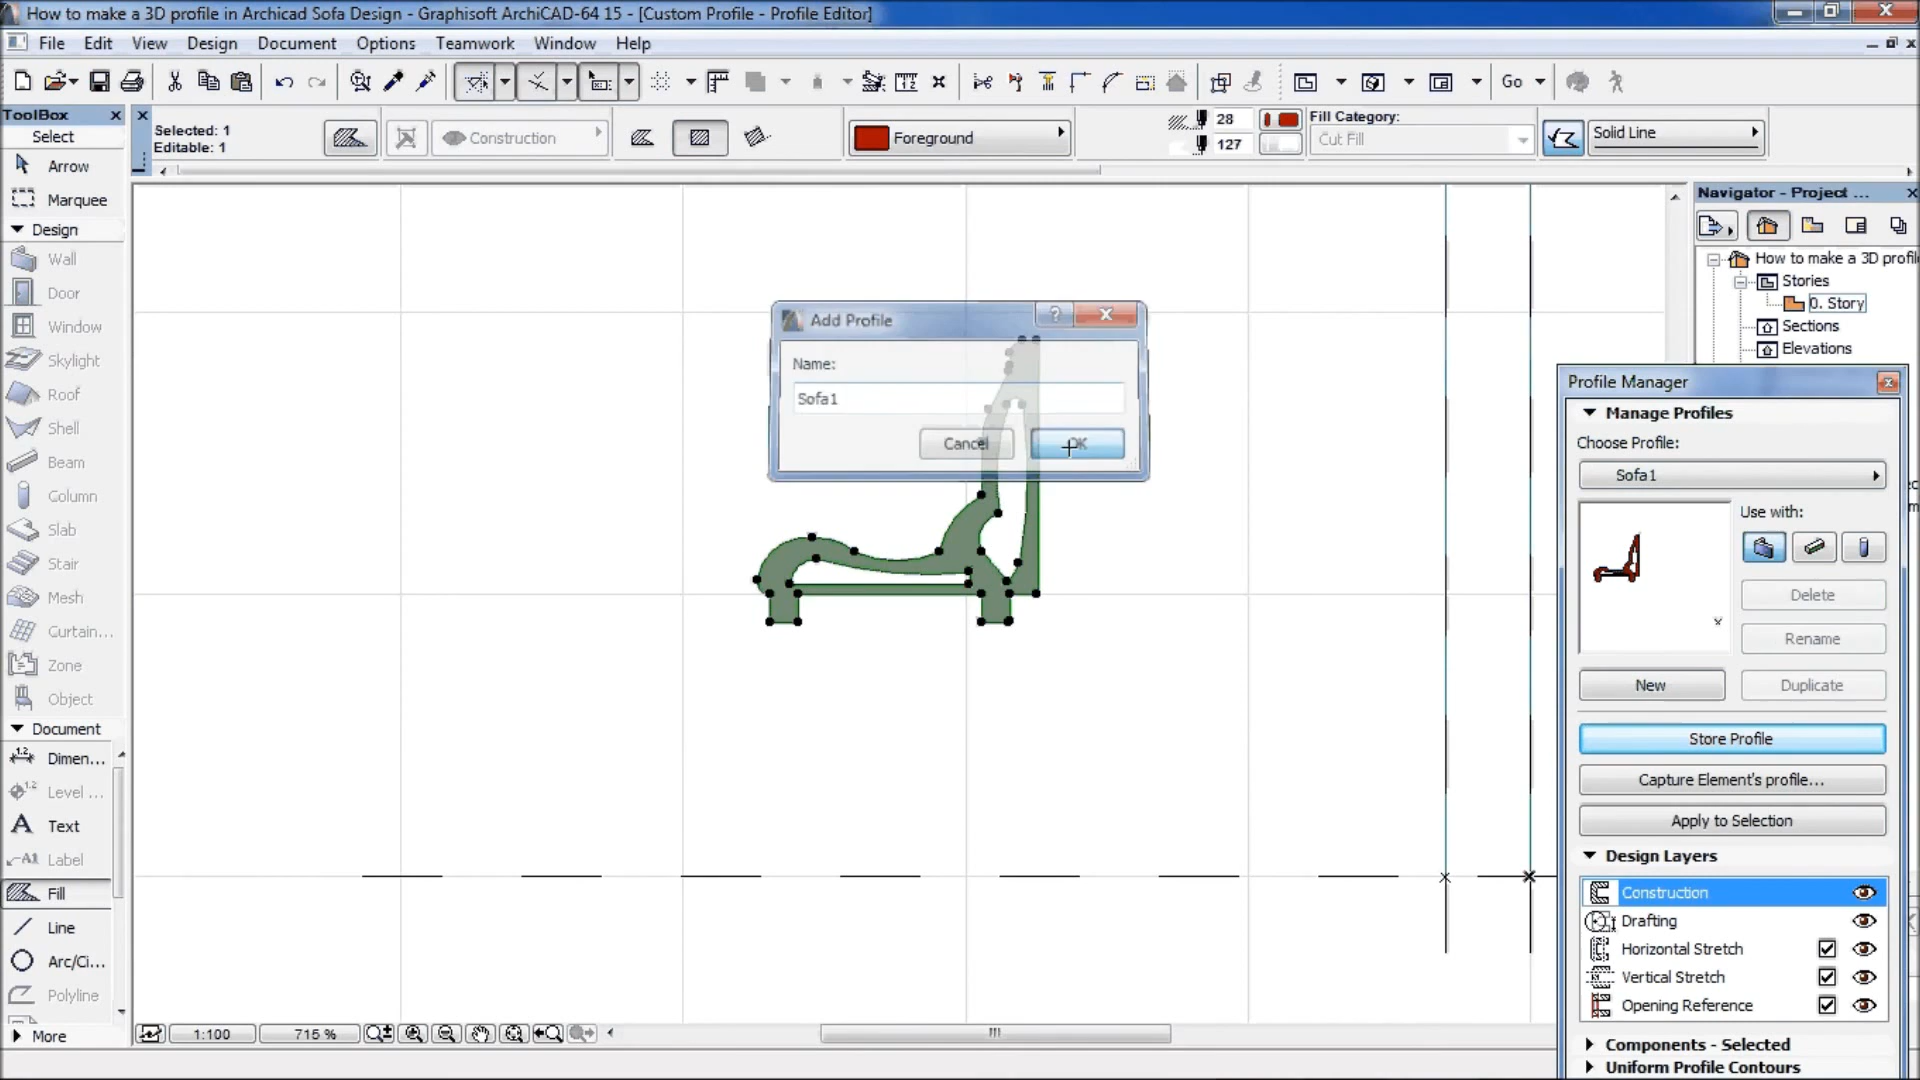 How to make a 3D profile in Archicad Sofa Design - Graphisoft ArchiCAD-64 15 - [Custom Profile - Profile Editor]
File Edit View Design Document Options Teamwork Window Help
Go
ToolBox
Select
Arrow
Marquee
Design
Wall
Door
Window
Skylight
Roof
Shell
Beam
Column
Slab
Stair
Mesh
Curtain...
Zone
Object
Document
Dimen...
Level ...
Text
Label
Fill
Line
Arc/Ci...
Polyline
More
Selected: 1
Editable: 1
Construction
Foreground
28
127
Fill Category:
Cut Fill
Solid Line
Add Profile
Name:
Sofa1
Cancel
OK
Navigator - Project ...
How to make a 3D profil
Stories
0. Story
Sections
Elevations
Profile Manager
Manage Profiles
Choose Profile:
Sofa1
Use with:
Delete
Rename
New
Duplicate
Store Profile
Capture Element's profile...
Apply to Selection
Design Layers
Construction
Drafting
Horizontal Stretch
Vertical Stretch
Opening Reference
Components - Selected
Uniform Profile Contours
1:100
715 %